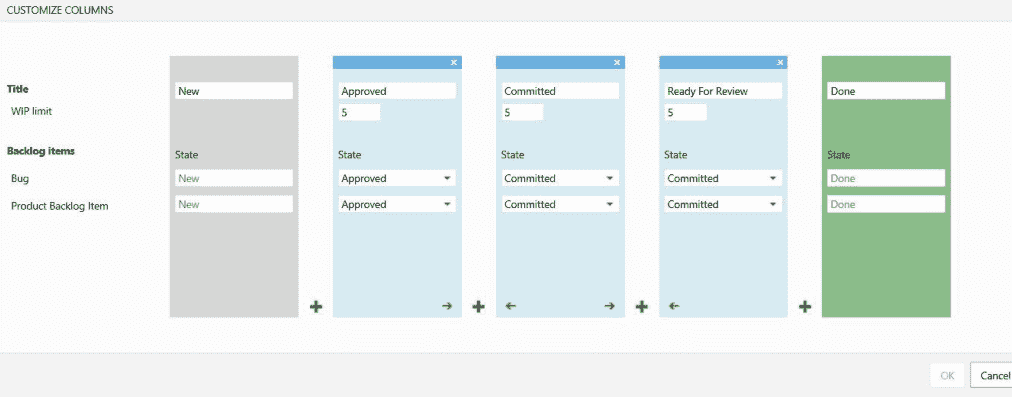 CUSTOMIZE COLUMNS
Title New Approved Committed Ready For Review Done
WIP limit 5 5 5
Backlog items State State State State State
Bug New Approved Committed Committed Done
Product Backlog Item New Approved Committed Committed Done
OK Cancel